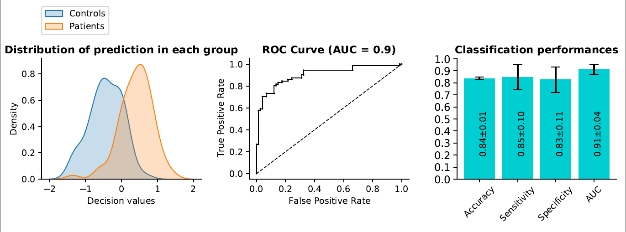 Controls
Patients
Distribution of prediction in each group
Density
0.8
0.6
0.4
0.2
0.0
−2 −1 0 1 2
Decision values
ROC Curve (AUC = 0.9)
True Positive Rate
1.0
0.8
0.6
0.4
0.2
0.0
0.0 0.2 0.4 0.6 0.8 1.0
False Positive Rate
Classification performances
1.0
0.9
0.8
0.7
0.6
0.5
0.4
0.3
0.2
0.1
0.0
0.84±0.01
0.85±0.10
0.83±0.11
0.91±0.04
Accuracy
Sensitivity
Specificity
AUC